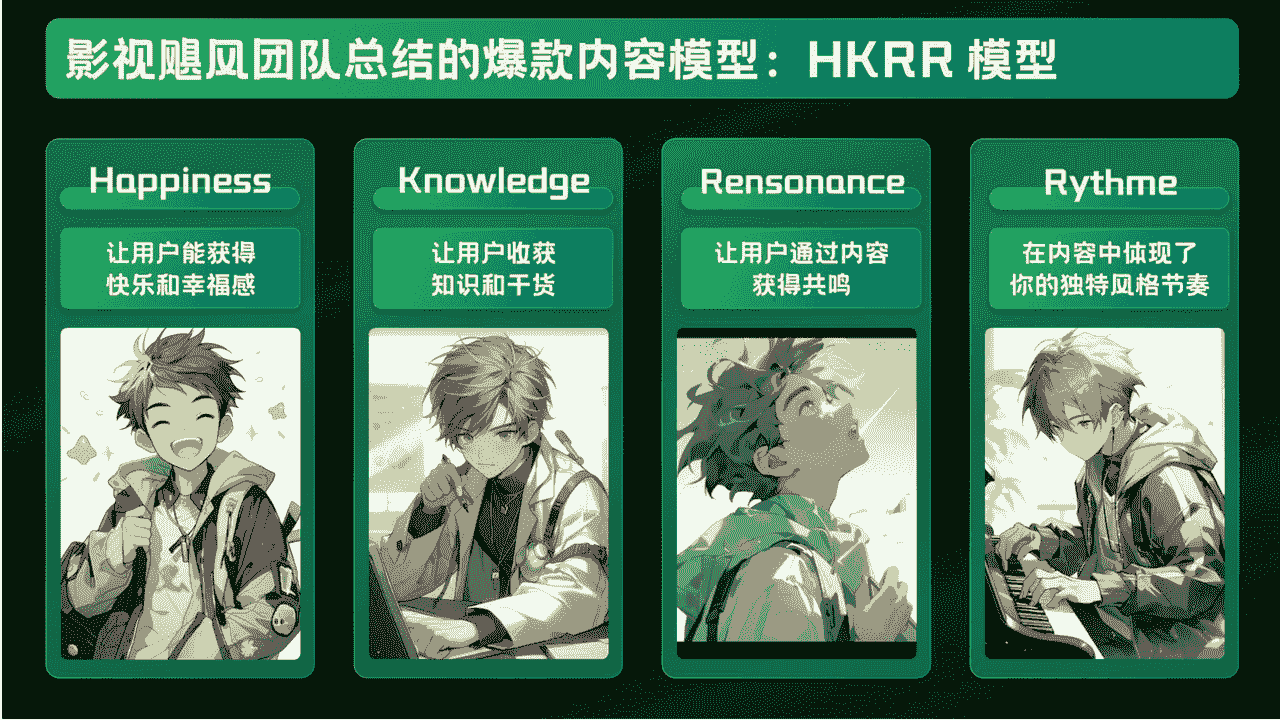 影视飓风团队总结的爆款内容模型：HKRR 模型
Happiness
让用户能获得
快乐和幸福感
Knowledge
让用户收获
知识和干货
Rensonance
让用户通过内容
获得共鸣
Rythme
在内容中体现了
你的独特风格节奏